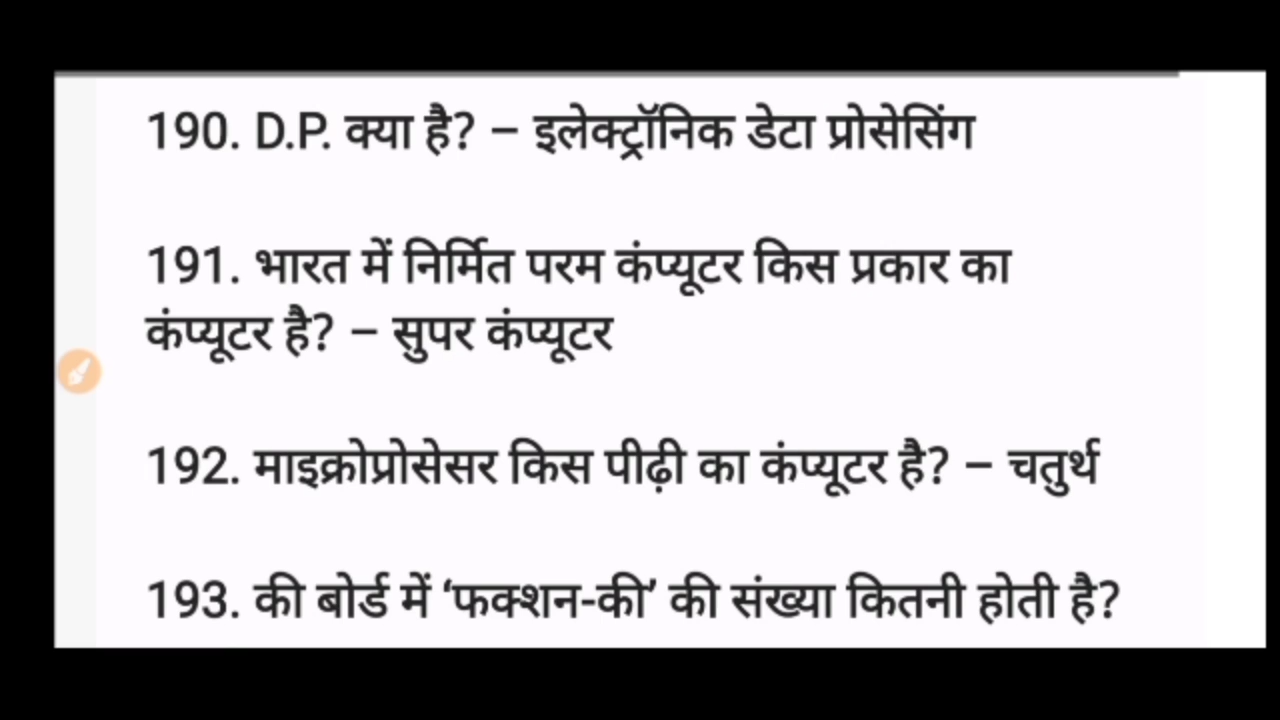 190. D.P. क्या है? – इलेक्ट्रॉनिक डेटा प्रोसेसिंग
191. भारत में निर्मित परम कंप्यूटर किस प्रकार का
कंप्यूटर है? – सुपर कंप्यूटर
192. माइक्रोप्रोसेसर किस पीढ़ी का कंप्यूटर है? – चतुर्थ
193. की बोर्ड में ‘फक्शन-की’ की संख्या कितनी होती है?